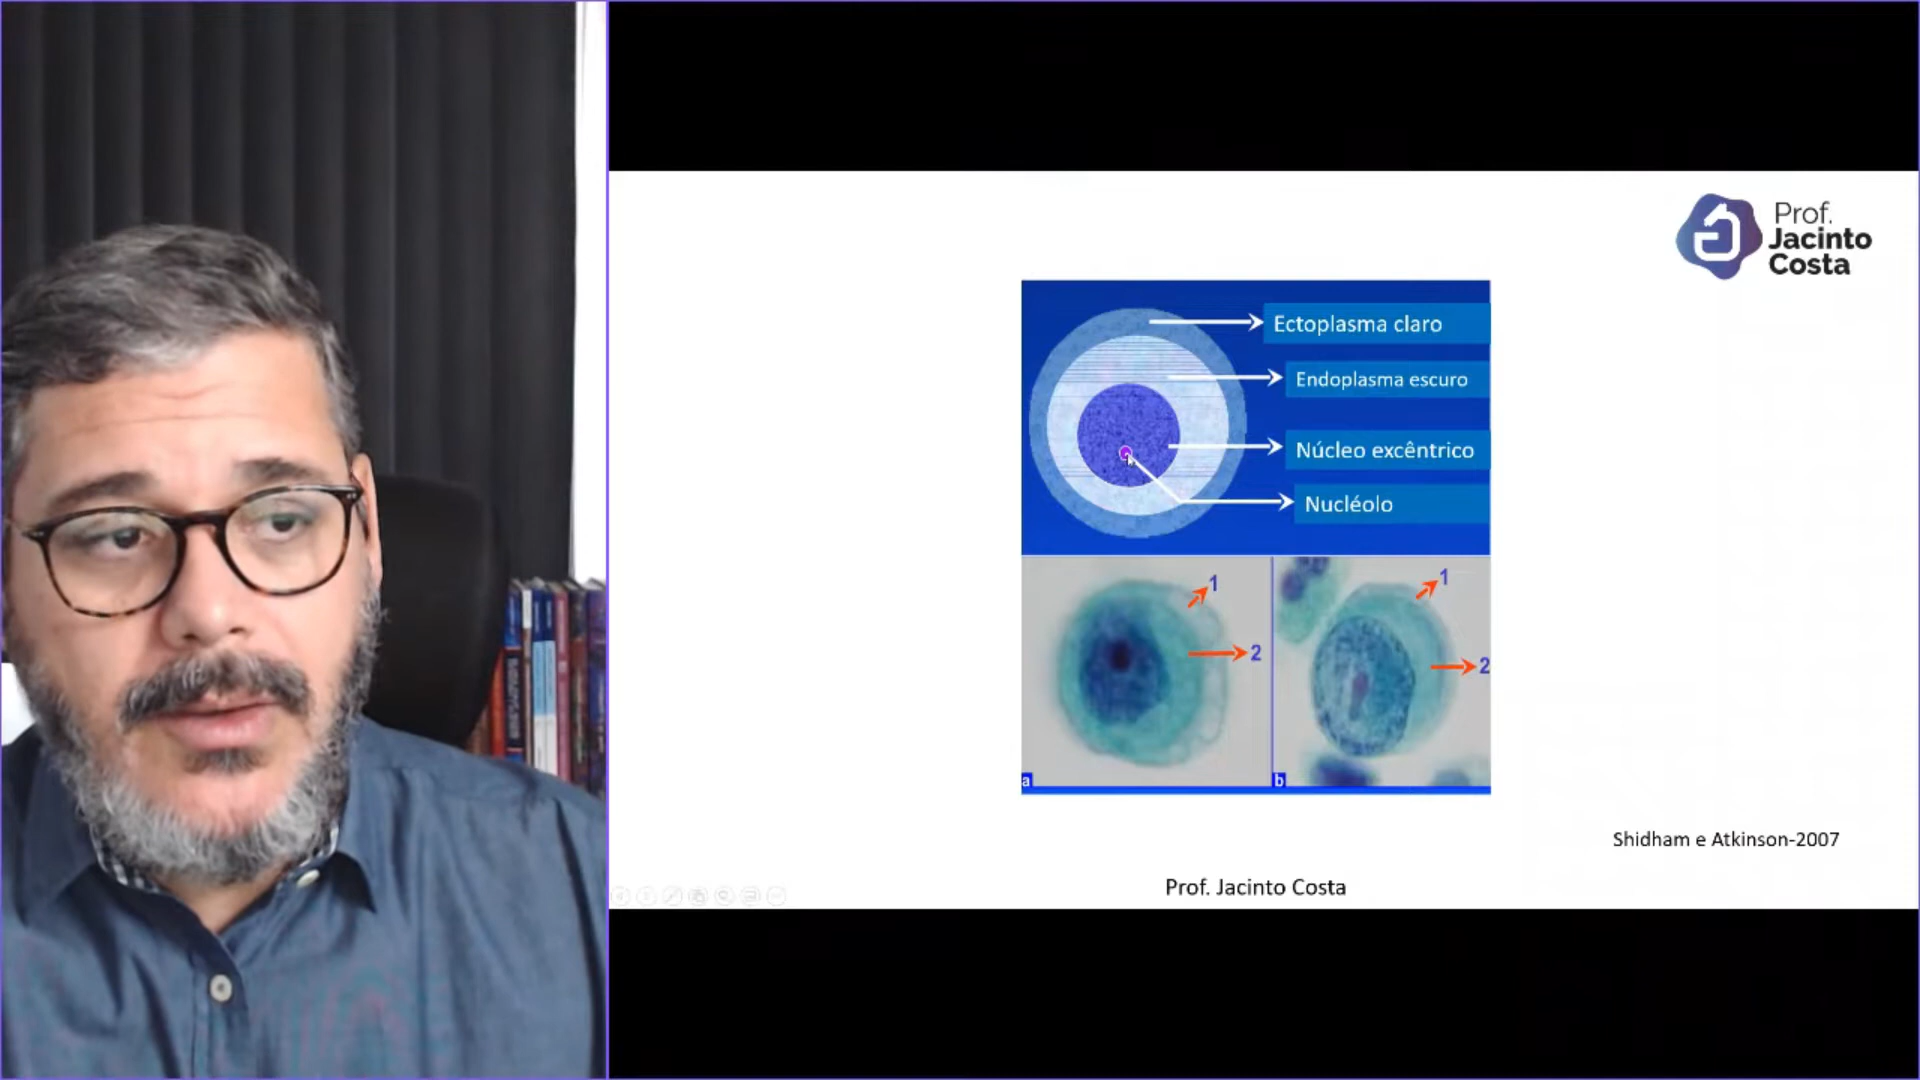 Prof.
Jacinto
Costa
Ectoplasma claro
Endoplasma escuro
Núcleo excêntrico
Nucléolo
1
2
a
1
2
b
Shidham e Atkinson-2007
Prof. Jacinto Costa